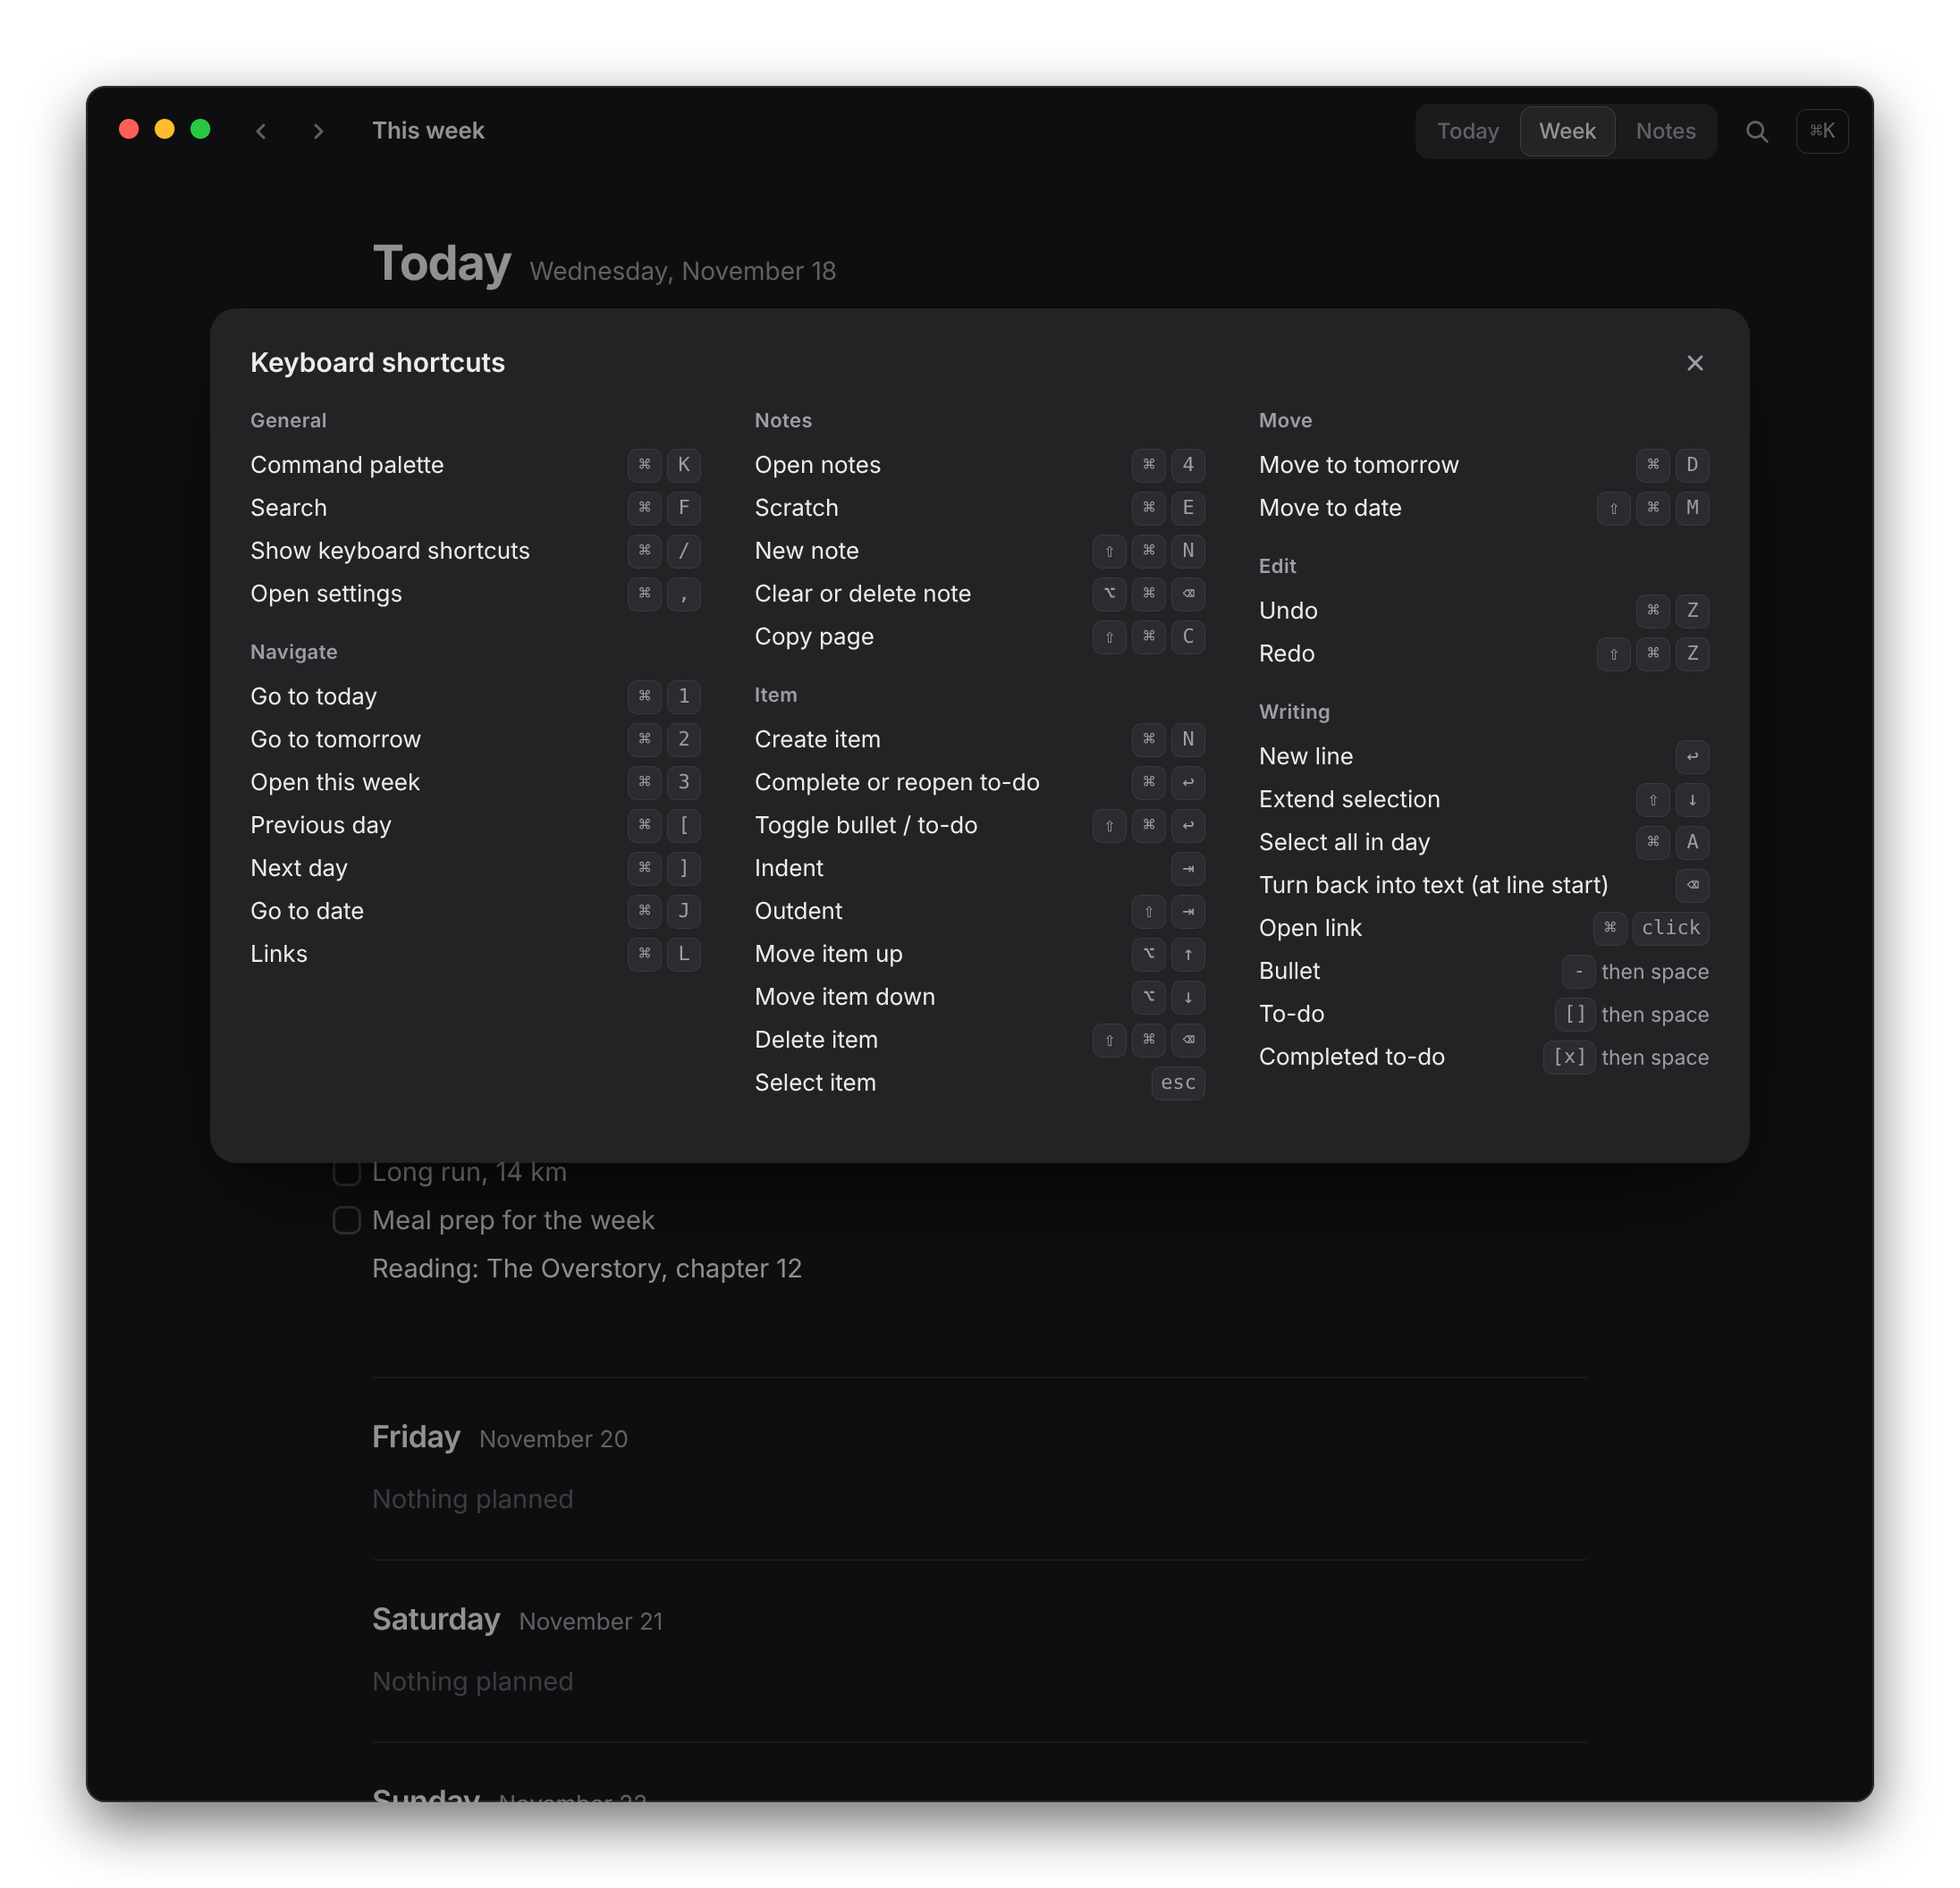 This week
Today Week Notes ⌘K
Today Wednesday, November 18
Keyboard shortcuts
General
Command palette ⌘ K
Search ⌘ F
Show keyboard shortcuts ⌘ /
Open settings ⌘ ,
Navigate
Go to today ⌘ 1
Go to tomorrow ⌘ 2
Open this week ⌘ 3
Previous day ⌘ [
Next day ⌘ ]
Go to date ⌘ J
Links ⌘ L
Notes
Open notes ⌘ 4
Scratch ⌘ E
New note ⇧ ⌘ N
Clear or delete note ⌥ ⌘ ⌫
Copy page ⇧ ⌘ C
Item
Create item ⌘ N
Complete or reopen to-do ⌘ ↩
Toggle bullet / to-do ⇧ ⌘ ↩
Indent ⇥
Outdent ⇧ ⇥
Move item up ⌥ ↑
Move item down ⌥ ↓
Delete item ⇧ ⌘ ⌫
Select item esc
Move
Move to tomorrow ⌘ D
Move to date ⇧ ⌘ M
Edit
Undo ⌘ Z
Redo ⇧ ⌘ Z
Writing
New line ↩
Extend selection ⇧ ↓
Select all in day ⌘ A
Turn back into text (at line start) ⌫
Open link ⌘ click
Bullet - then space
To-do [] then space
Completed to-do [x] then space
Long run, 14 km
Meal prep for the week
Reading: The Overstory, chapter 12
Friday November 20
Nothing planned
Saturday November 21
Nothing planned
Sunday November 22